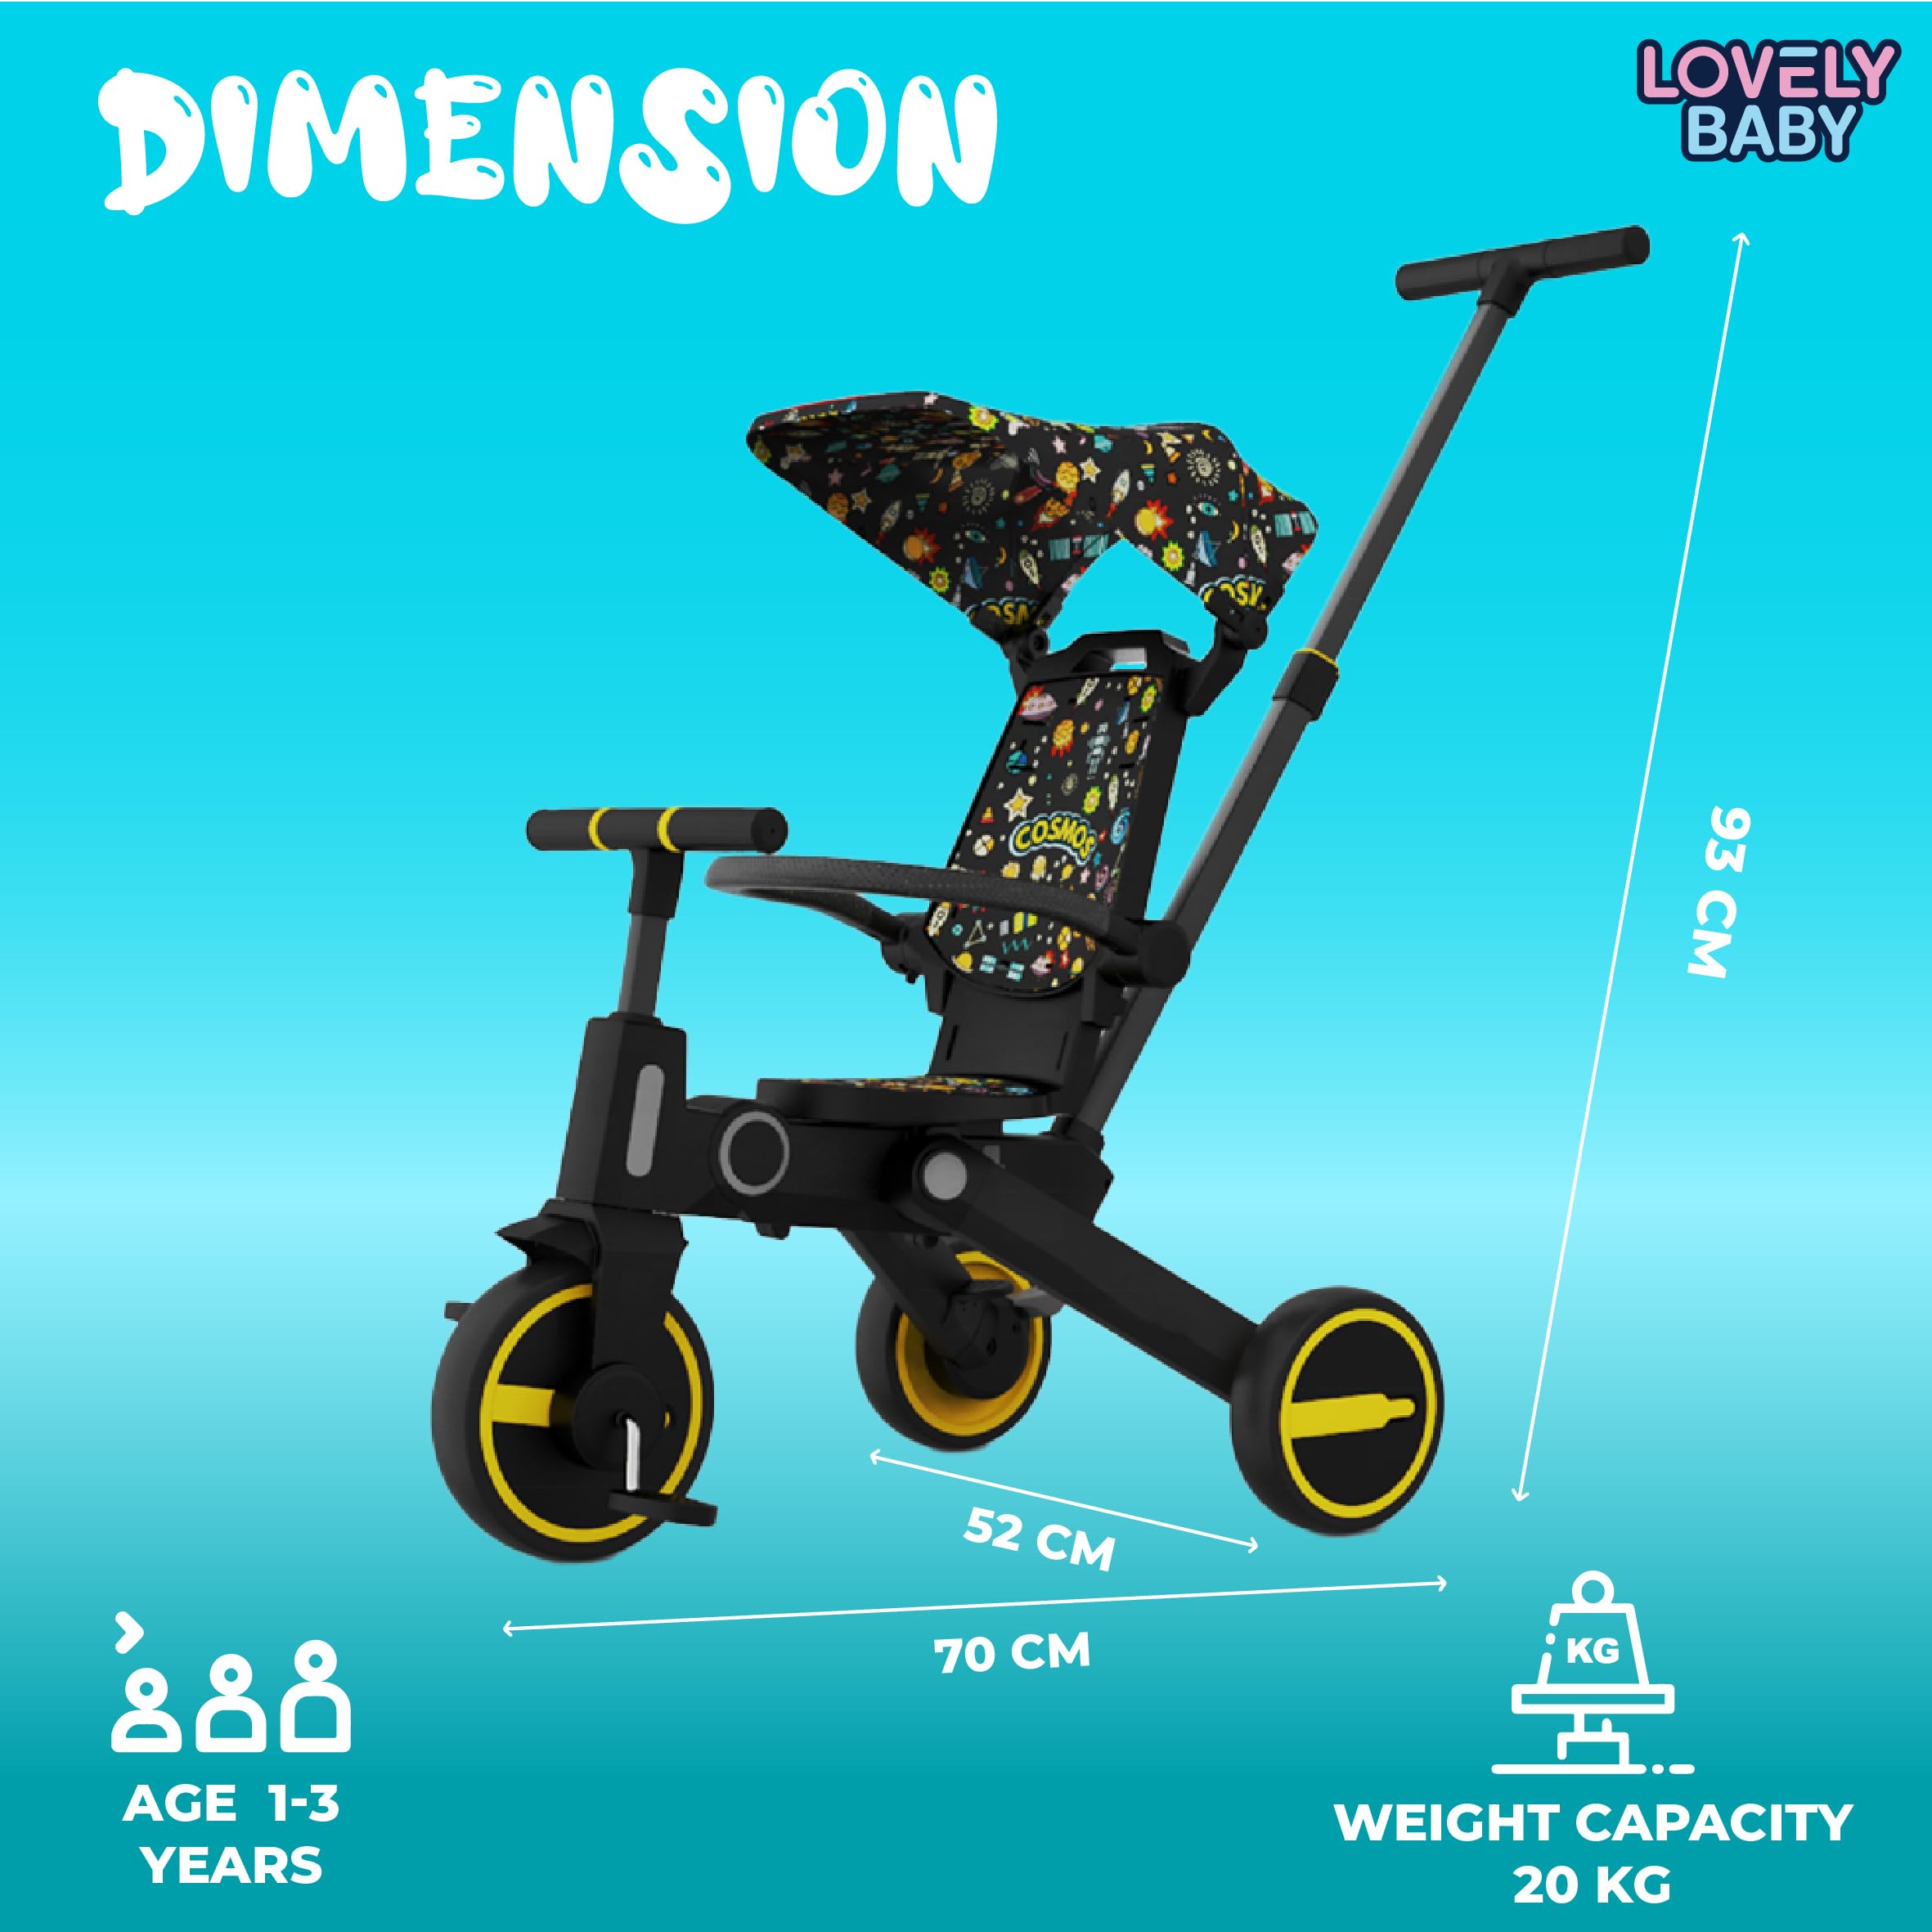 DIMENSION
LOVELY
BABY
COSMOS
93 CM
52 CM
70 CM
KG
AGE 1-3
YEARS
WEIGHT CAPACITY
20 KG